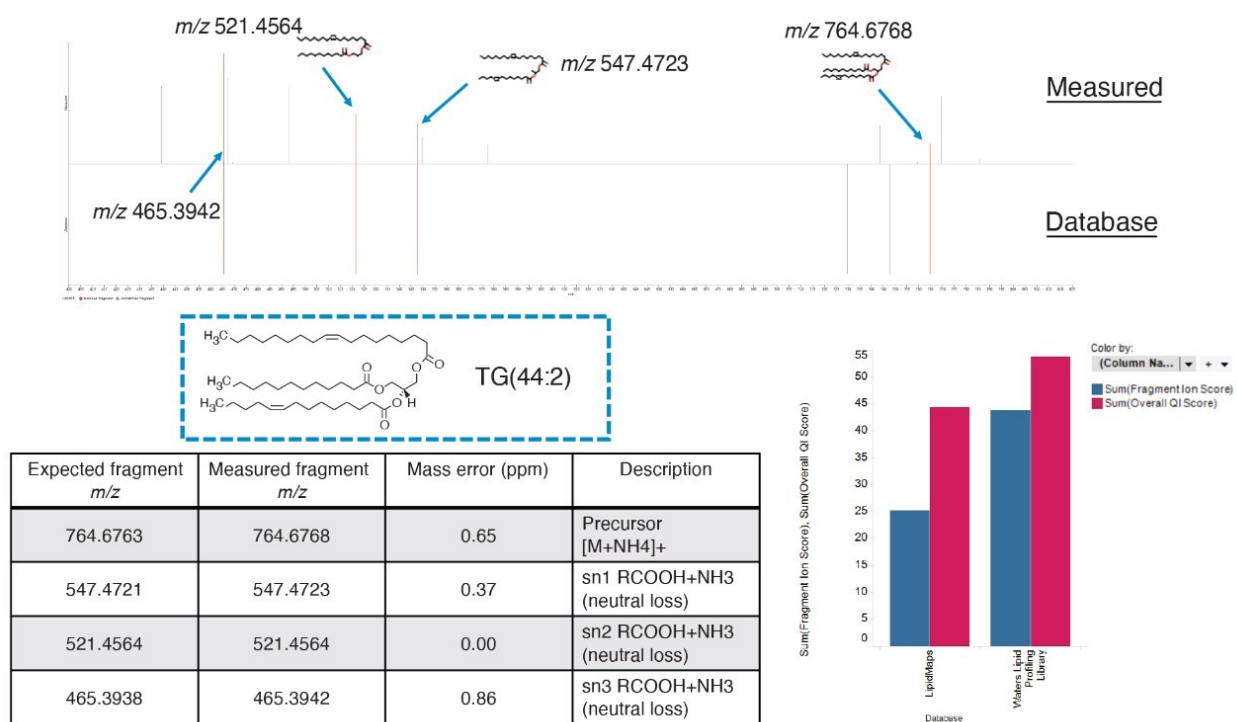 m/z 521.4564
m/z 764.6768
m/z 547.4723
Measured
m/z 465.3942
Database
H3C
O
TG(44:2)
H3C
O
O
O
H3C
H
O
Expected fragment m/z
Measured fragment m/z
Mass error (ppm)
Description
764.6763 764.6768 0.65 Precursor [M+NH4]+
547.4721 547.4723 0.37 sn1 RCOOH+NH3 (neutral loss)
521.4564 521.4564 0.00 sn2 RCOOH+NH3 (neutral loss)
465.3938 465.3942 0.86 sn3 RCOOH+NH3 (neutral loss)
Sum(Fragment Ion Score), Sum(Overall QI Score)
55
50
45
40
35
30
25
20
15
10
5
0
LipidMaps
Waters Lipid
Profiling
Library
Database
Color by:
(Column Na... + 
Sum(Fragment Ion Score)
Sum(Overall QI Score)